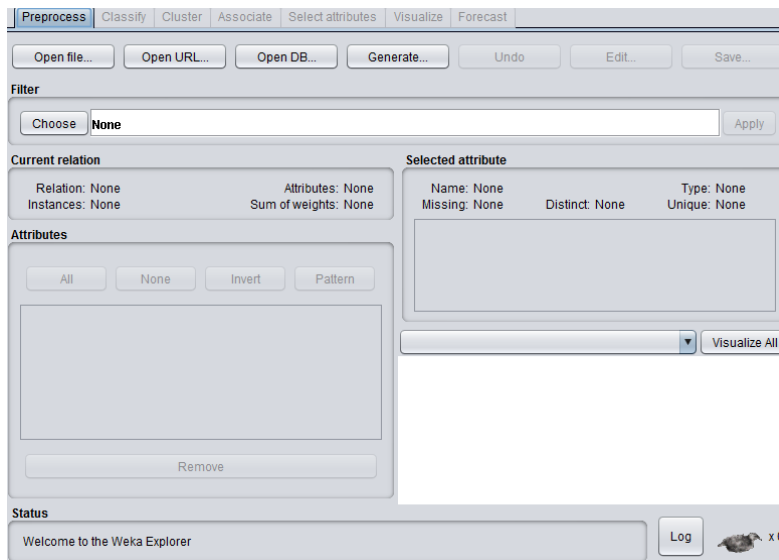 Preprocess Classify Cluster Associate Select attributes Visualize Forecast
Open file... Open URL... Open DB... Generate... Undo Edit... Save...
Filter
Choose None Apply
Current relation
Relation: None Attributes: None
Instances: None Sum of weights: None
Selected attribute
Name: None Type: None
Missing: None Distinct: None Unique: None
Attributes
All None Invert Pattern
Visualize All
Remove
Status
Welcome to the Weka Explorer
Log x